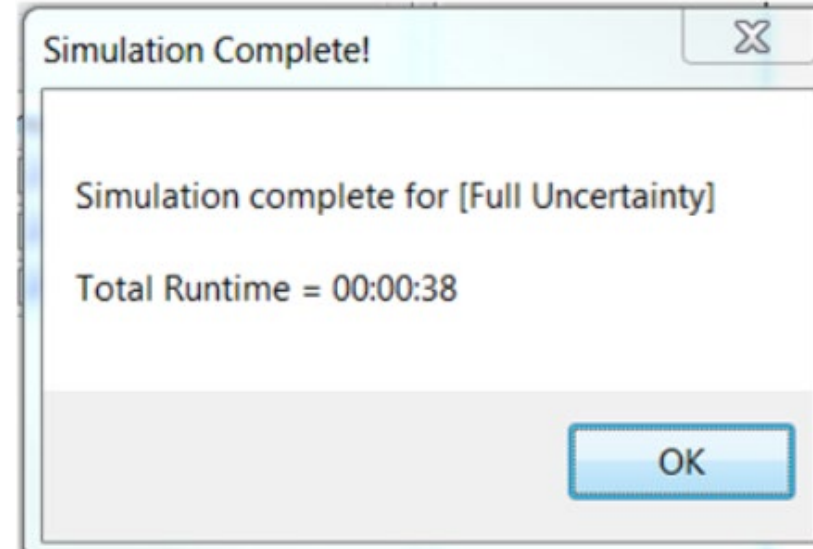 Simulation Complete!
Simulation complete for [Full Uncertainty]
Total Runtime = 00:00:38
OK